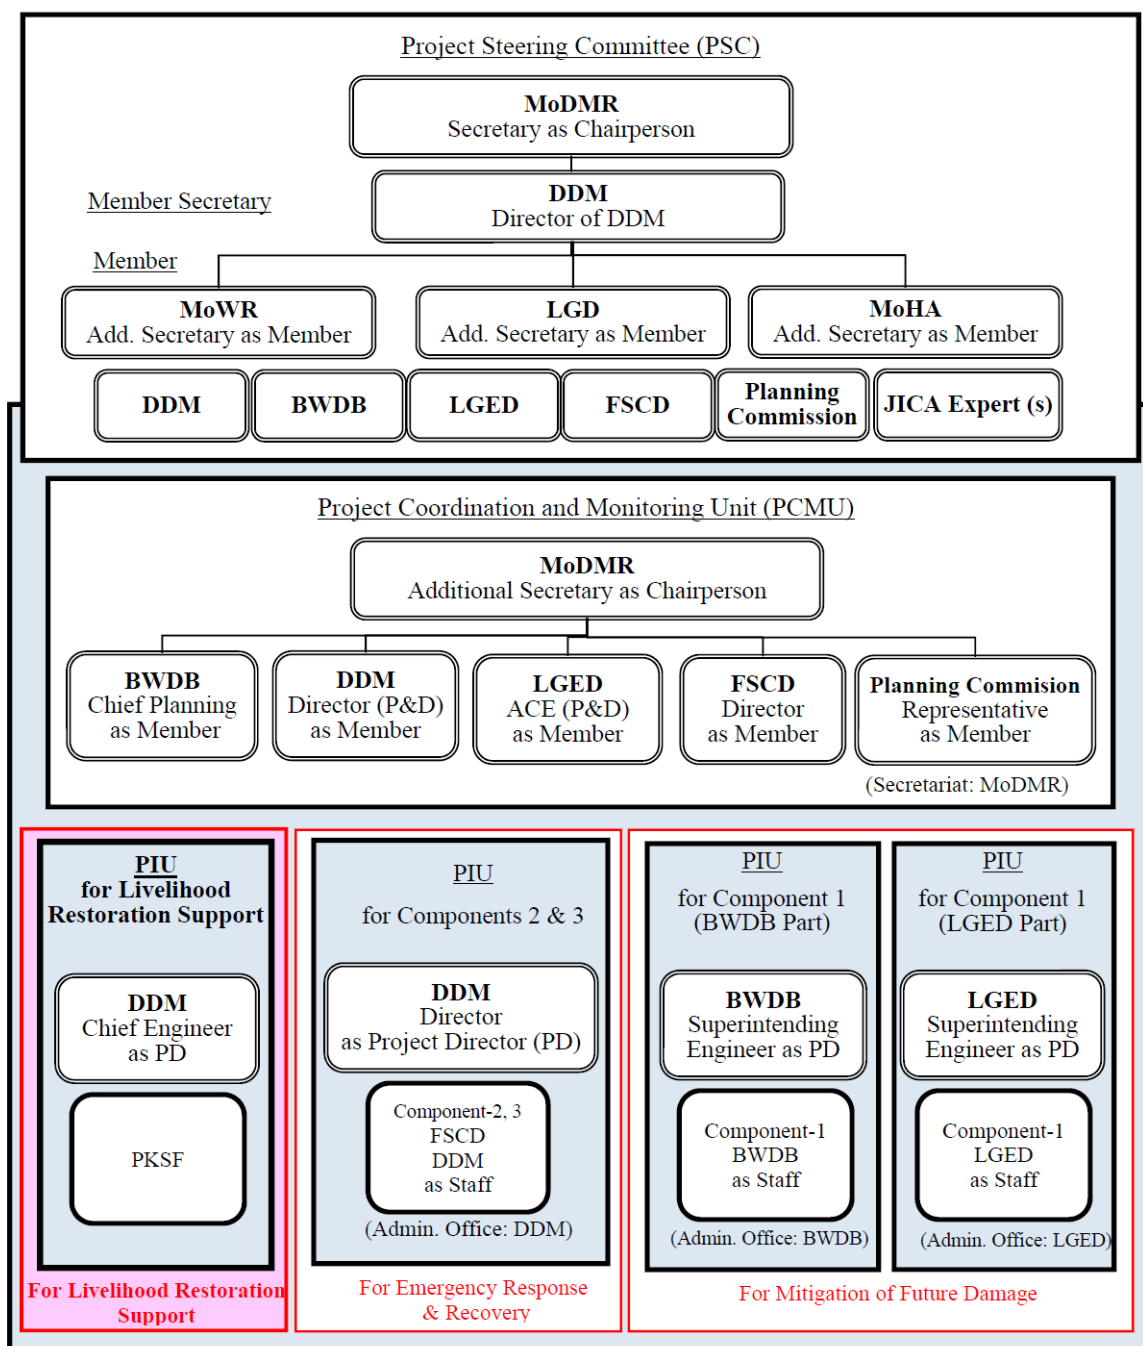 Project Steering Committee (PSC)
MoDMR
Secretary as Chairperson
Member Secretary
DDM
Director of DDM
Member
MoWR
Add. Secretary as Member
LGD
Add. Secretary as Member
MoHA
Add. Secretary as Member
DDM
BWDB
LGED
FSCD
Planning
Commission
JICA Expert (s)
Project Coordination and Monitoring Unit (PCMU)
MoDMR
Additional Secretary as Chairperson
BWDB
Chief Planning
as Member
DDM
Director (P&D)
as Member
LGED
ACE (P&D)
as Member
FSCD
Director
as Member
Planning Commision
Representative
as Member
(Secretariat: MoDMR)
PIU
for Livelihood
Restoration Support
DDM
Chief Engineer
as PD
PKSF
For Livelihood Restoration
Support
PIU
for Components 2 & 3
DDM
Director
as Project Director (PD)
Component-2, 3
FSCD
DDM
as Staff
(Admin. Office: DDM)
For Emergency Response
& Recovery
PIU
for Component 1
(BWDB Part)
BWDB
Superintending
Engineer as PD
Component-1
BWDB
as Staff
(Admin. Office: BWDB)
PIU
for Component 1
(LGED Part)
LGED
Superintending
Engineer as PD
Component-1
LGED
as Staff
(Admin. Office: LGED)
For Mitigation of Future Damage